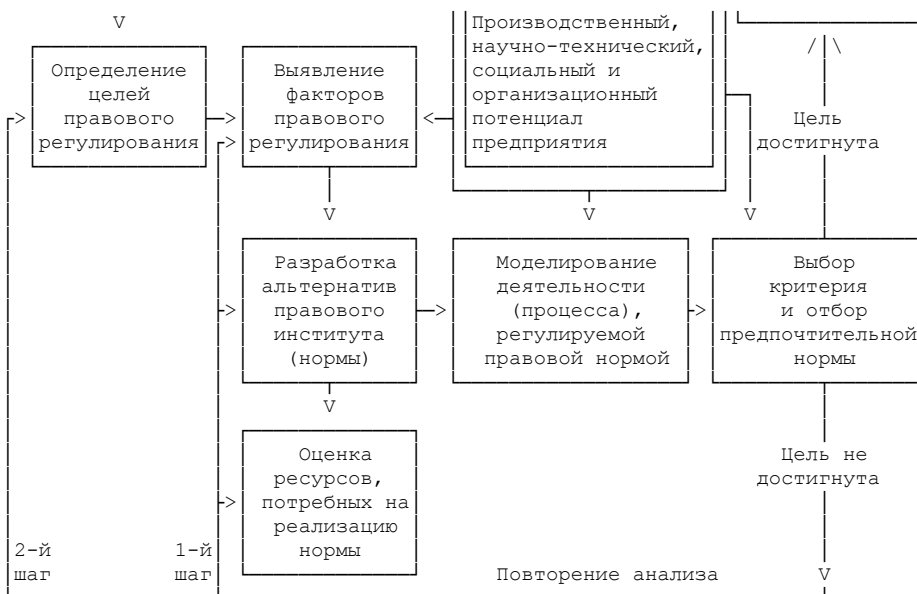 V
Производственный,
научно-технический,
социальный и
организационный
потенциал
предприятия
Определение
целей
правового
регулирования
Выявление
факторов
правового
регулирования
Цель
достигнута
V
V
V
Разработка
альтернатив
правового
института
(нормы)
Моделирование
деятельности
(процесса),
регулируемой
правовой нормой
Выбор
критерия
и отбор
предпочтительной
нормы
V
Оценка
ресурсов,
потребных на
реализацию
нормы
Цель не
достигнута
2-й
шаг
1-й
шаг
Повторение анализа
V